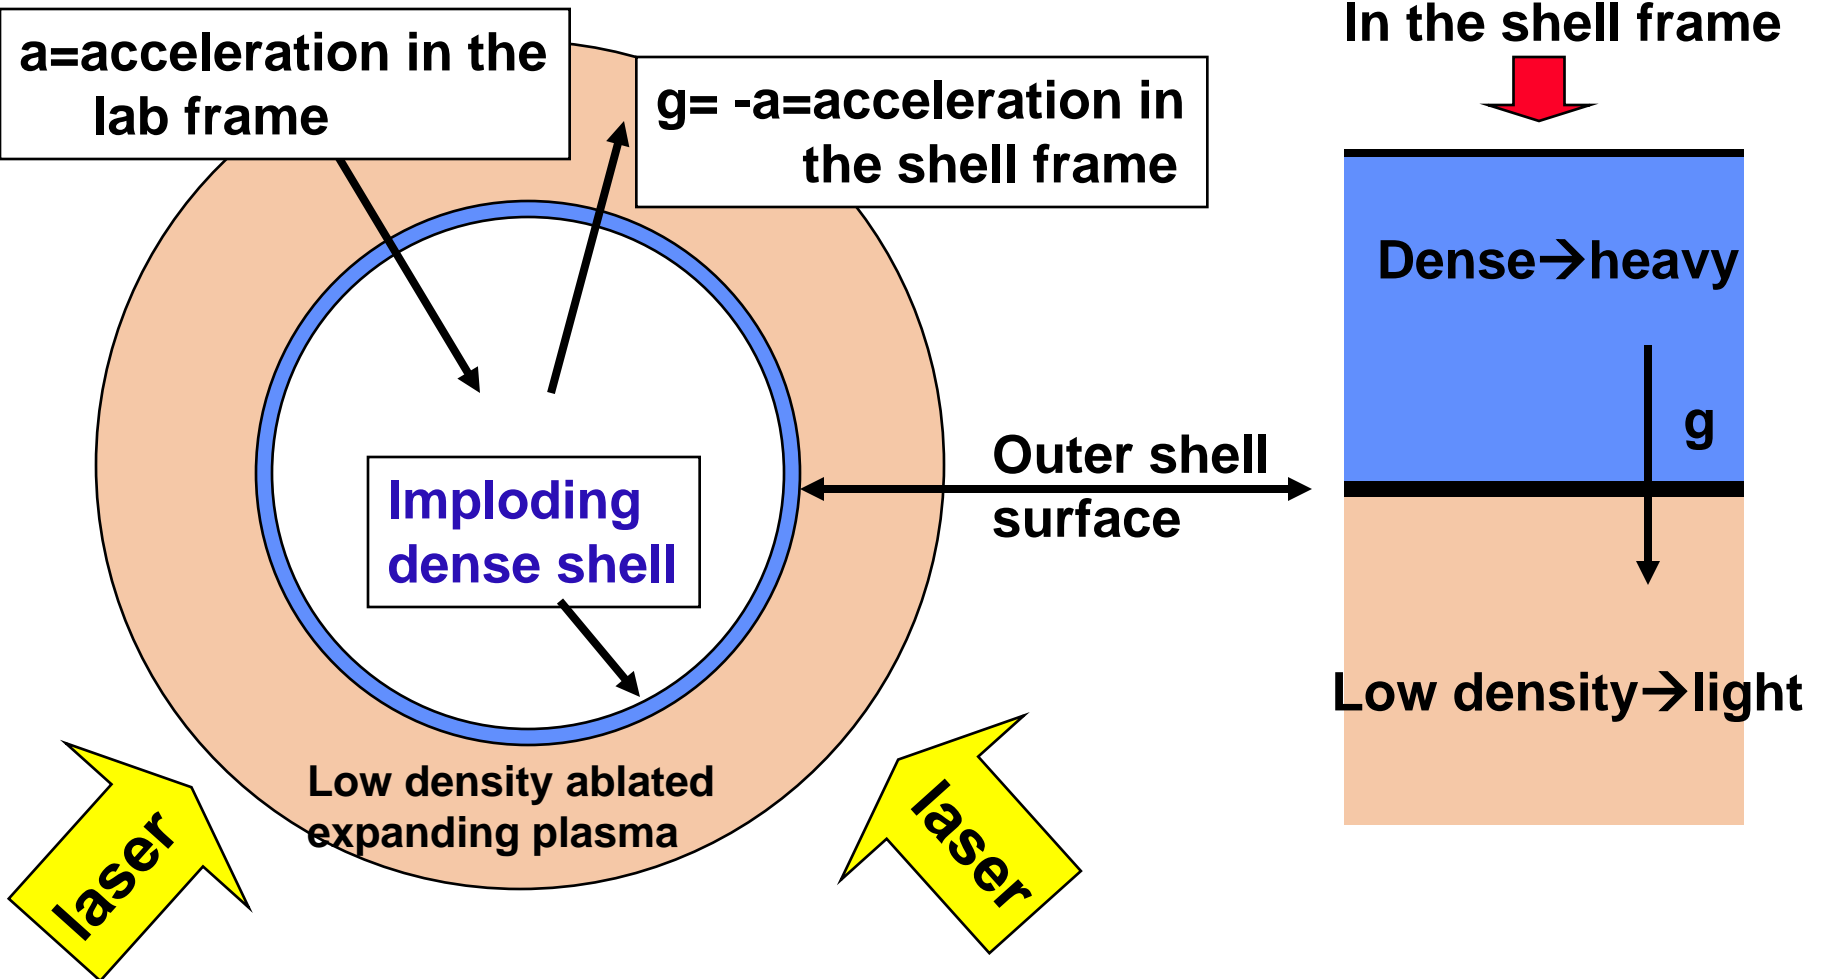 a=acceleration in the
lab frame
g= -a=acceleration in
the shell frame
In the shell frame
Dense→heavy
g
Outer shell
surface
Imploding
dense shell
Low density→light
Low density ablated
expanding plasma
laser
laser